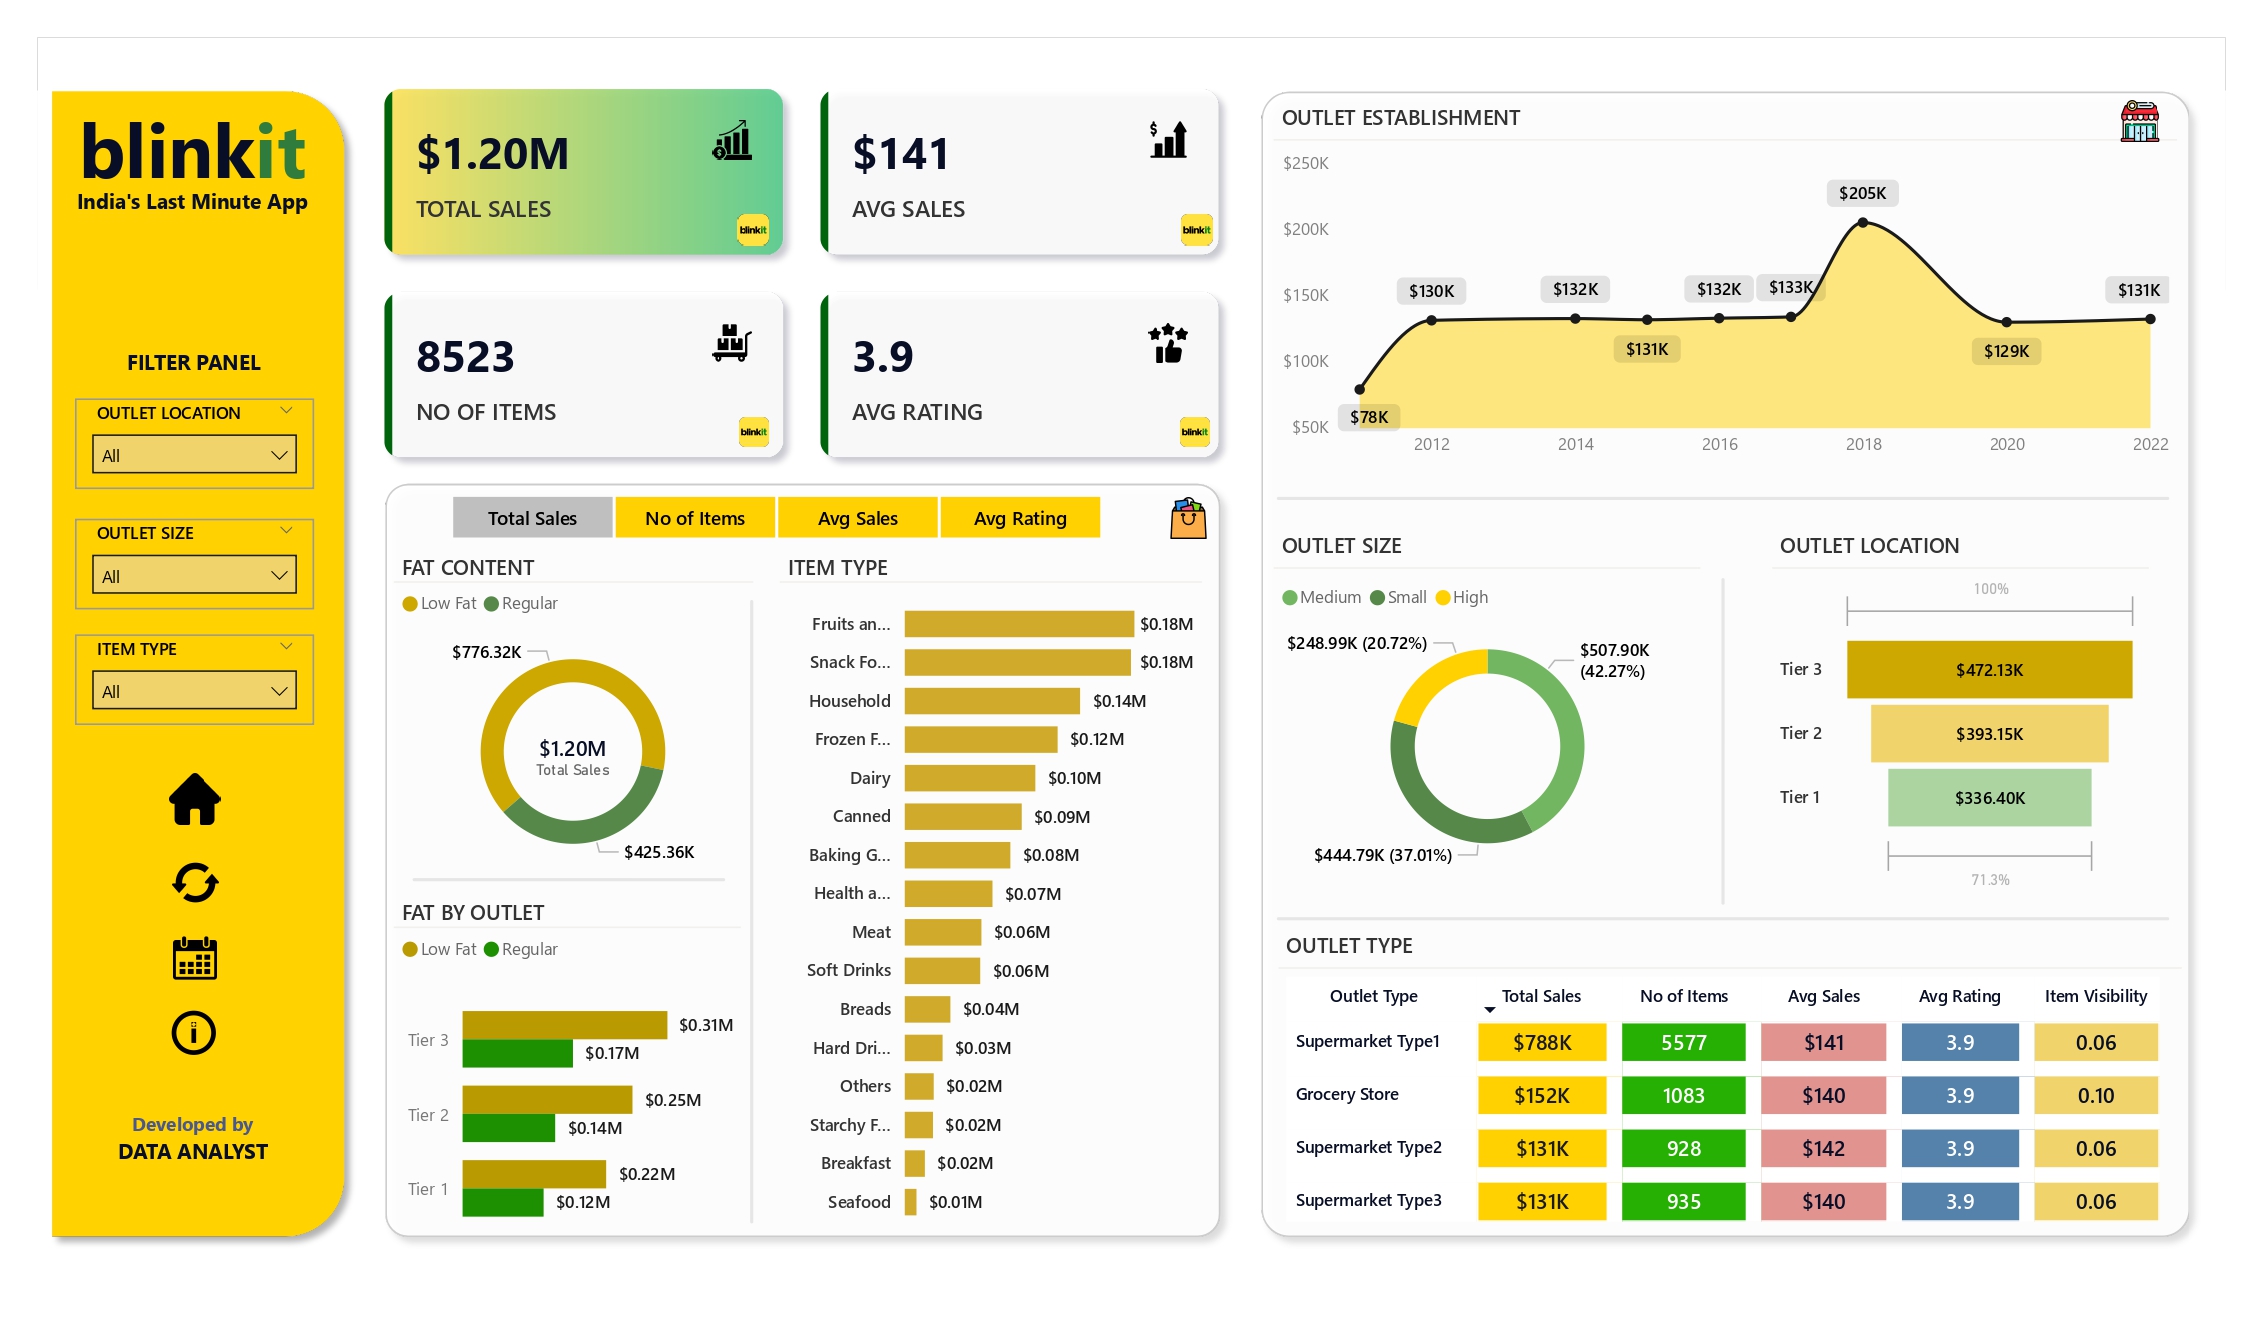 blinkit
India's Last Minute App
FILTER PANEL
OUTLET LOCATION
All
OUTLET SIZE
All
ITEM TYPE
All
Developed by
DATA ANALYST
$1.20M
TOTAL SALES
blinkit
$141
AVG SALES
blinkit
8523
NO OF ITEMS
blinkit
3.9
AVG RATING
blinkit
Total Sales No of Items Avg Sales Avg Rating
FAT CONTENT
Low Fat Regular
$776.32K
$1.20M
Total Sales
$425.36K
FAT BY OUTLET
Low Fat Regular
Tier 3 $0.31M
$0.17M
Tier 2 $0.25M
$0.14M
Tier 1 $0.22M
$0.12M
ITEM TYPE
Fruits an... $0.18M
Snack Fo... $0.18M
Household $0.14M
Frozen F... $0.12M
Dairy $0.10M
Canned $0.09M
Baking G... $0.08M
Health a... $0.07M
Meat $0.06M
Soft Drinks $0.06M
Breads $0.04M
Hard Dri... $0.03M
Others $0.02M
Starchy F... $0.02M
Breakfast $0.02M
Seafood $0.01M
OUTLET ESTABLISHMENT
$250K
$200K
$150K
$100K
$50K
$78K
$130K
$132K
$131K
$132K
$133K
$205K
$129K
$131K
2012 2014 2016 2018 2020 2022
OUTLET SIZE
Medium Small High
$248.99K (20.72%)
$507.90K
(42.27%)
$444.79K (37.01%)
OUTLET LOCATION
100%
Tier 3 $472.13K
Tier 2 $393.15K
Tier 1 $336.40K
71.3%
OUTLET TYPE
Outlet Type Total Sales No of Items Avg Sales Avg Rating Item Visibility
Supermarket Type1 $788K 5577 $141 3.9 0.06
Grocery Store $152K 1083 $140 3.9 0.10
Supermarket Type2 $131K 928 $142 3.9 0.06
Supermarket Type3 $131K 935 $140 3.9 0.06